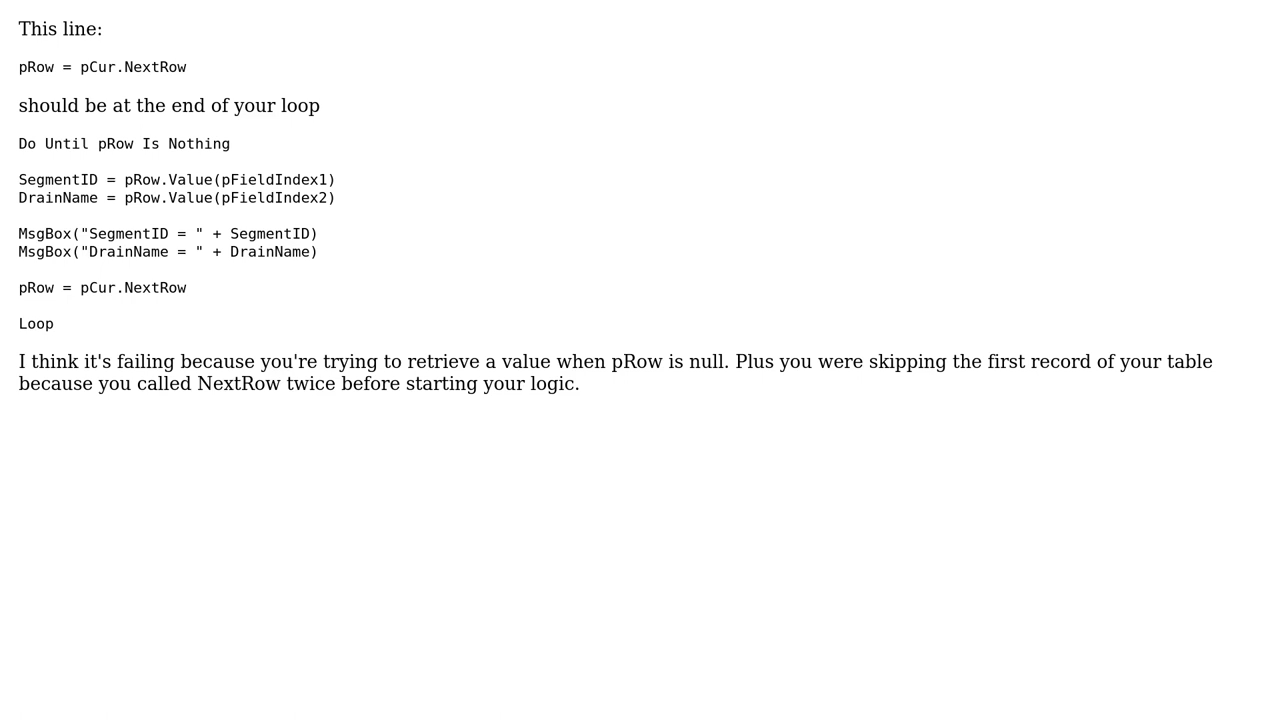 This line:
pRow = pCur.NextRow
should be at the end of your loop
Do Until pRow Is Nothing
SegmentID = pRow.Value(pFieldIndex1)
DrainName = pRow.Value(pFieldIndex2)
MsgBox("SegmentID = " + SegmentID)
MsgBox("DrainName = " + DrainName)
pRow = pCur.NextRow
Loop
I think it's failing because you're trying to retrieve a value when pRow is null. Plus you were skipping the first record of your table
because you called NextRow twice before starting your logic.